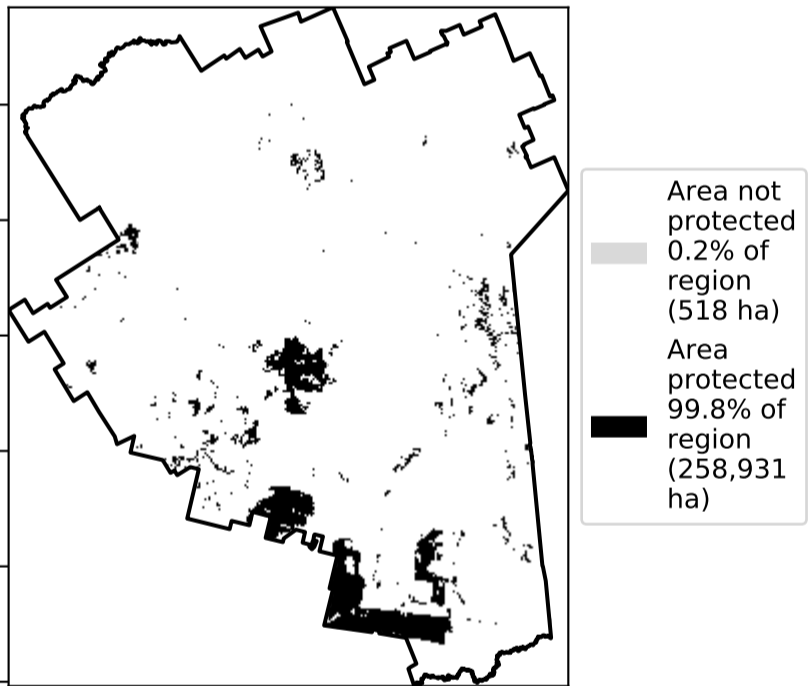 Area not
protected
0.2% of
region
(518 ha)
Area
protected
99.8% of
region
(258,931
ha)